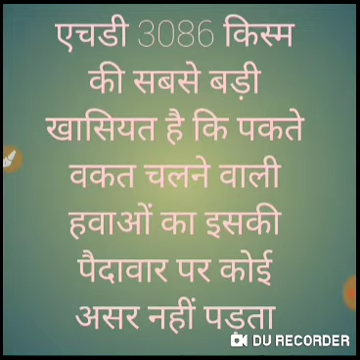 एचडी 3086 किस्म
की सबसे बड़ी
खासियत है कि पकते
वकत चलने वाली
हवाओं का इसकी
पैदावार पर कोई
असर नहीं पड़ता
DU RECORDER